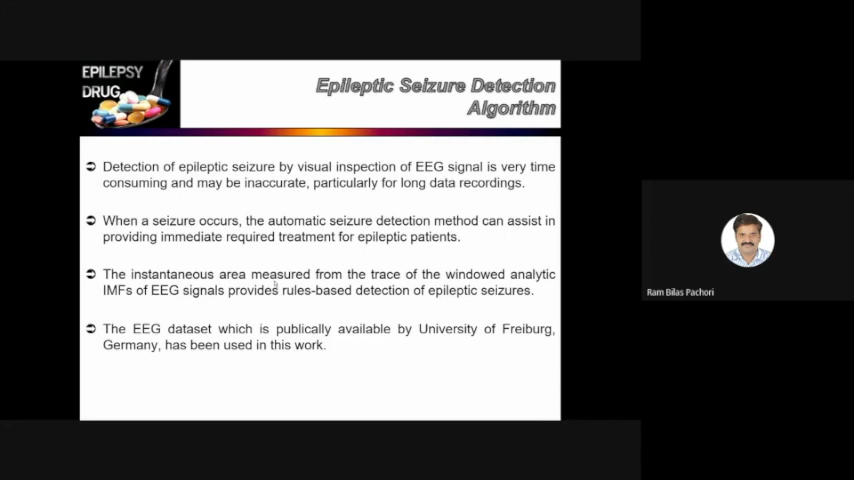 EPILEPSY
DRUG
Epileptic Seizure Detection
Algorithm
➲ Detection of epileptic seizure by visual inspection of EEG signal is very time
consuming and may be inaccurate, particularly for long data recordings.
➲ When a seizure occurs, the automatic seizure detection method can assist in
providing immediate required treatment for epileptic patients.
➲ The instantaneous area measured from the trace of the windowed analytic
IMFs of EEG signals provides rules-based detection of epileptic seizures.
➲ The EEG dataset which is publically available by University of Freiburg,
Germany, has been used in this work.
Ram Bilas Pachori